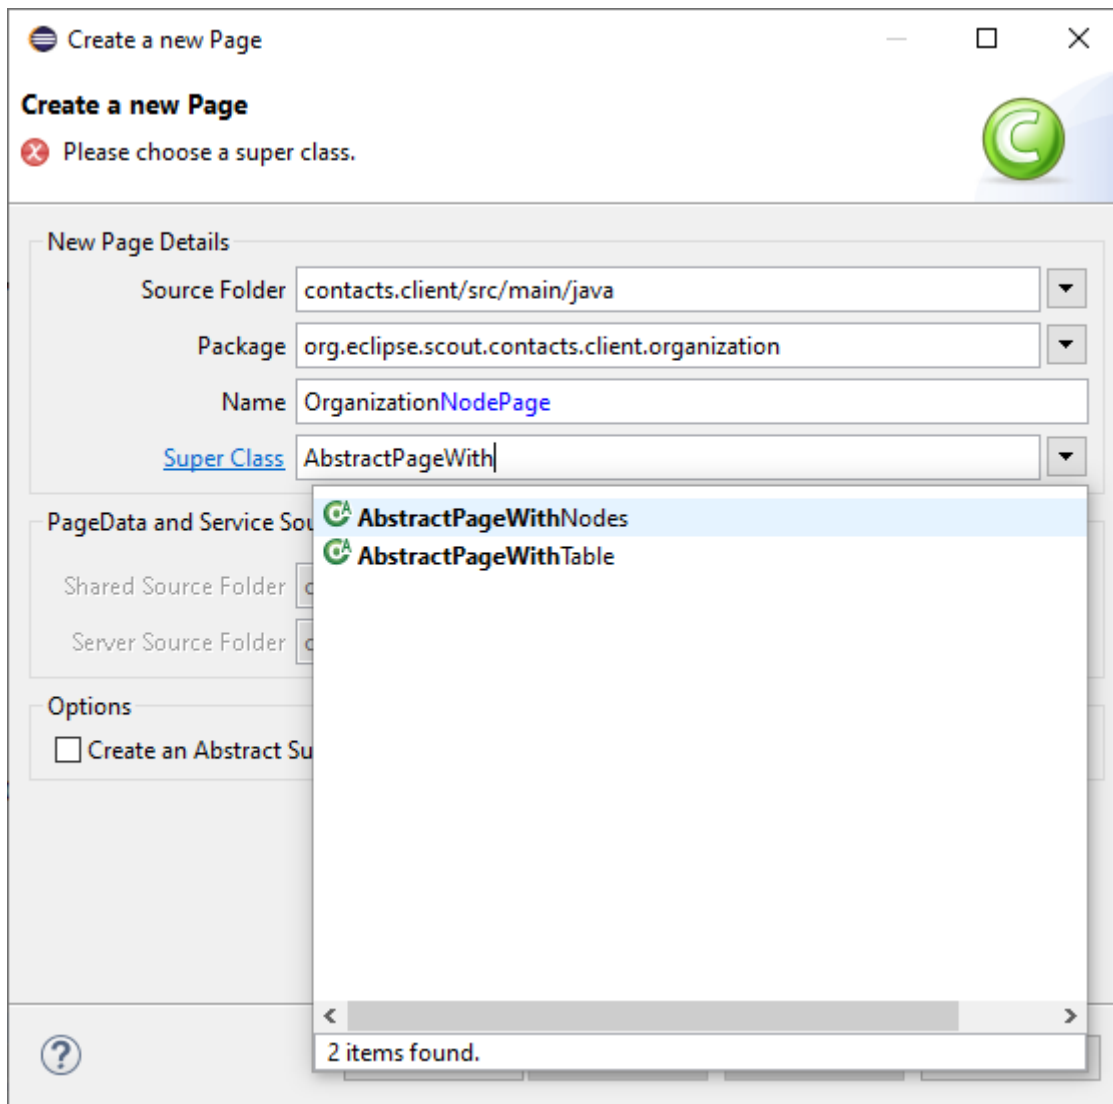 Create a new Page
Create a new Page
Please choose a super class.
New Page Details
Source Folder contacts.client/src/main/java
Package org.eclipse.scout.contacts.client.organization
Name OrganizationNodePage
Super Class AbstractPageWith
AbstractPageWithNodes
PageData and Service
AbstractPageWithTable
Shared Source Folder
Server Source Folder
Options
Create an Abstract
2 items found.